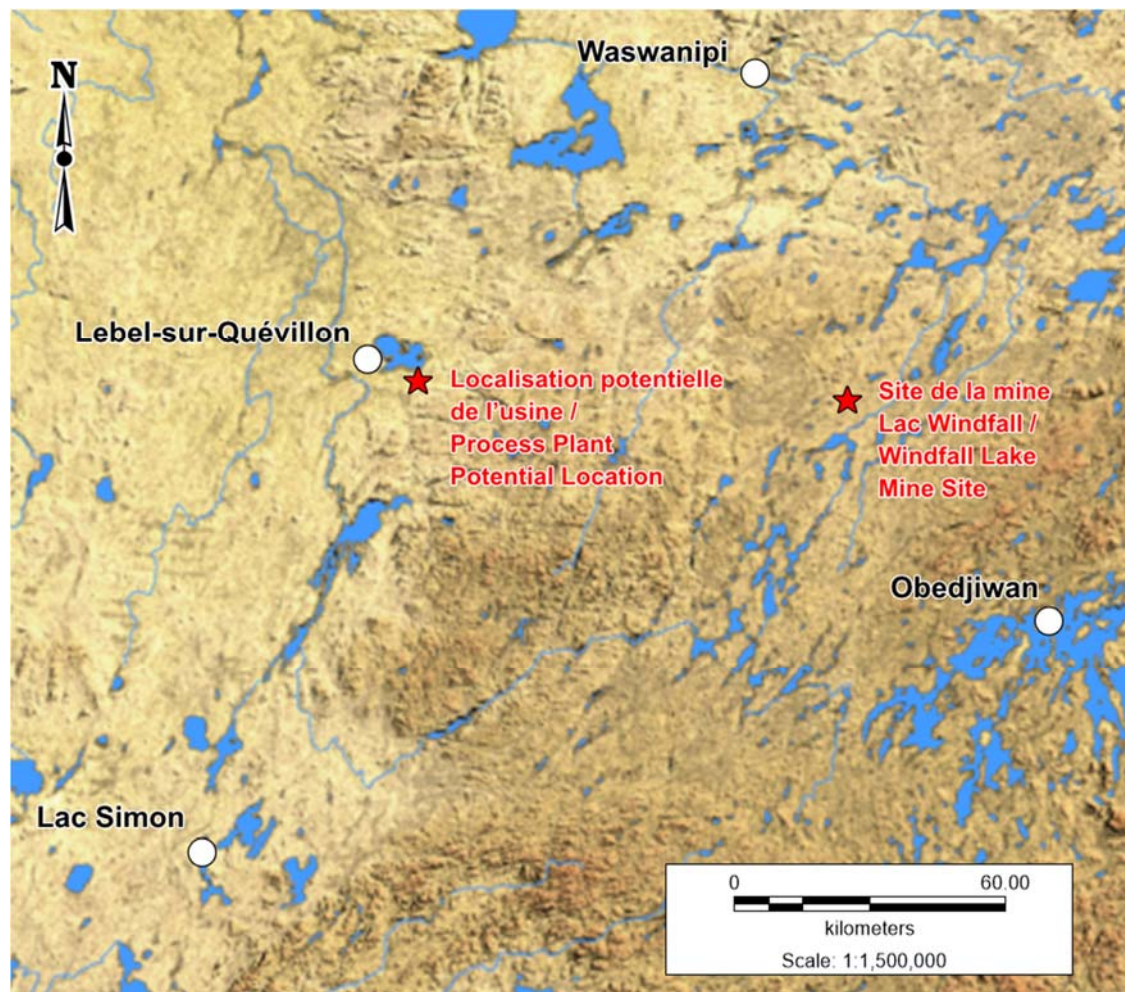 N
Waswanipi
Lebel-sur-Quévillon
Localisation potentielle
de l'usine /
Process Plant
Potential Location
Site de la mine
Lac Windfall /
Windfall Lake
Mine Site
Obedjiwan
Lac Simon
0 60.00
kilometers
Scale: 1:1,500,000